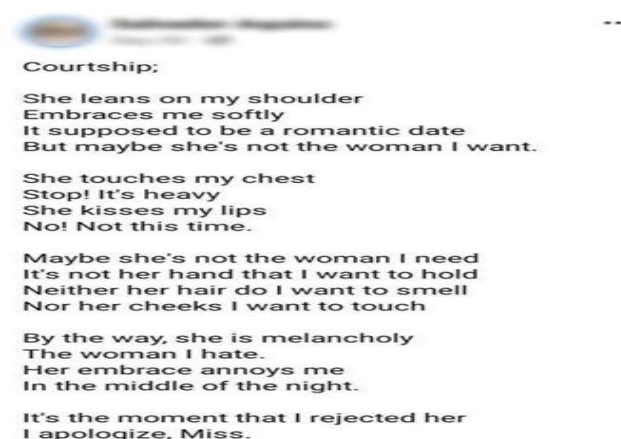 Courtship;
She leans on my shoulder
Embraces me softly
It supposed to be a romantic date
But maybe she's not the woman I want.
She touches my chest
Stop! It's heavy
She kisses my lips
No! Not this time.
Maybe she's not the woman I need
It's not her hand that I want to hold
Neither her hair do I want to smell
Nor her cheeks I want to touch
By the way, she is melancholy
The woman I hate.
Her embrace annoys me
In the middle of the night.
It's the moment that I rejected her
I apologize, Miss.